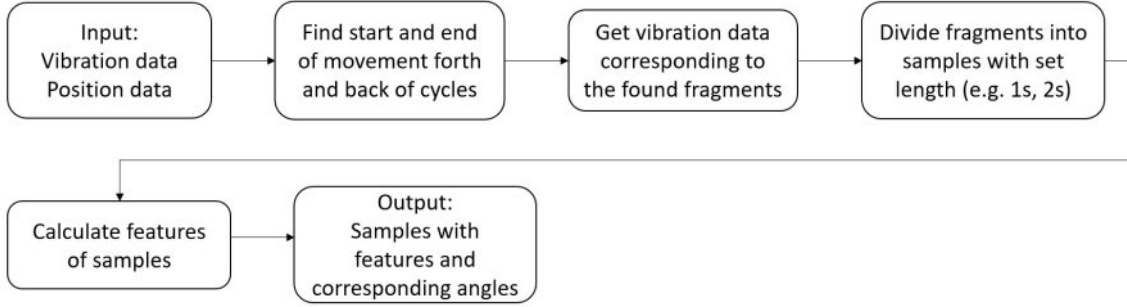 Input:
Vibration data
Position data
Find start and end
of movement forth
and back of cycles
Get vibration data
corresponding to
the found fragments
Divide fragments into
samples with set
length (e.g. 1s, 2s)
Calculate features
of samples
Output:
Samples with
features and
corresponding angles